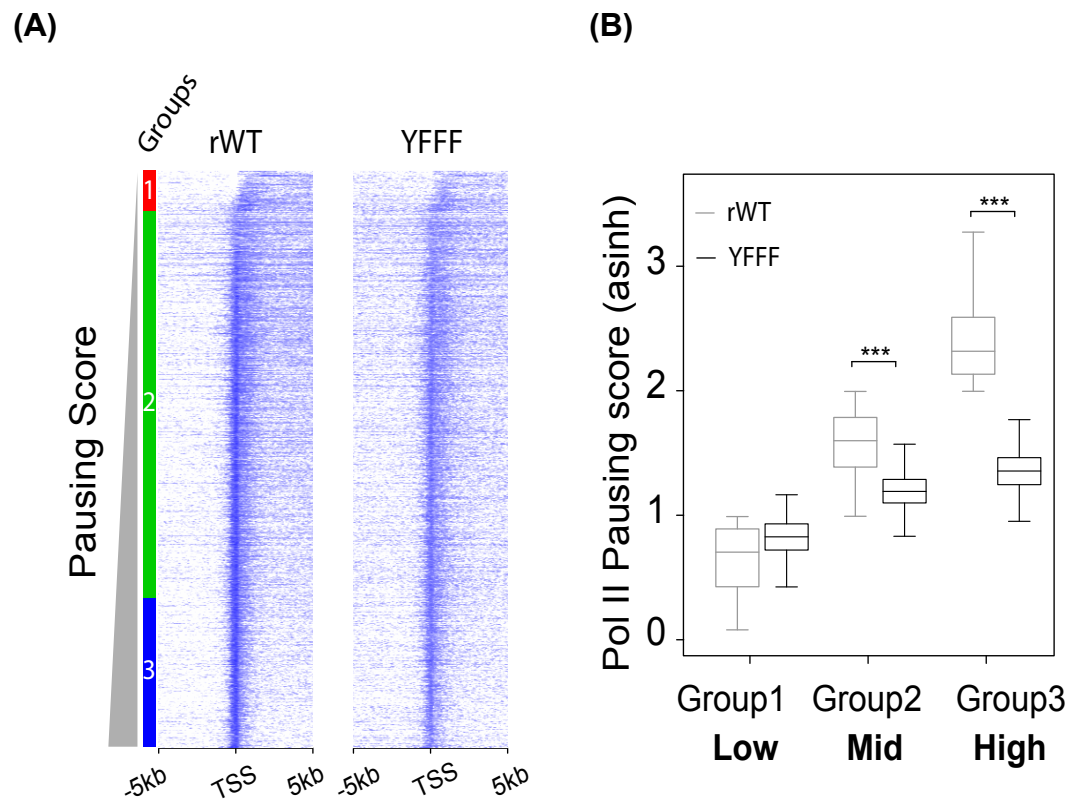 (A)
Groups
rWT
YFFF
Pausing Score
1
2
3
-5kb
TSS
5kb
-5kb
TSS
5kb
(B)
Pol II Pausing score (asinh)
3
2
1
0
rWT
YFFF
***
***
Group1
Group2
Group3
Low
Mid
High